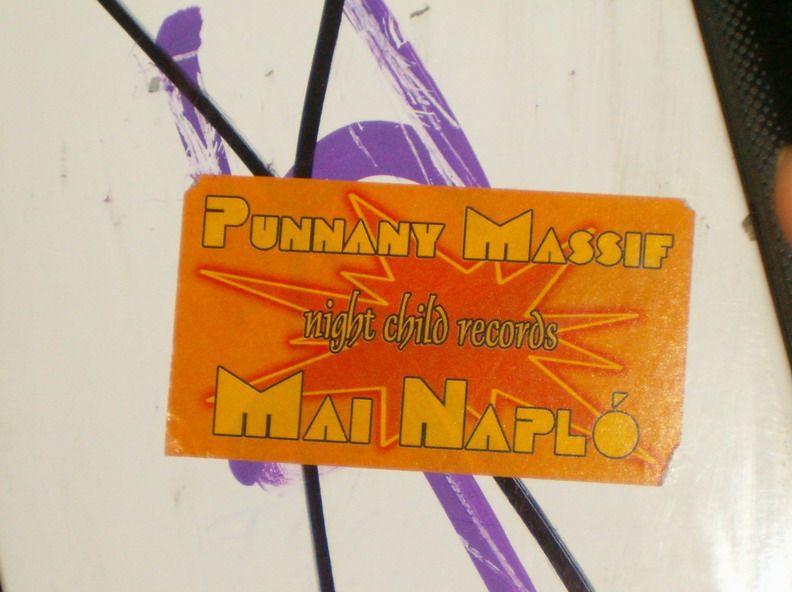 Punnany Massif
night child records
Mai Napló